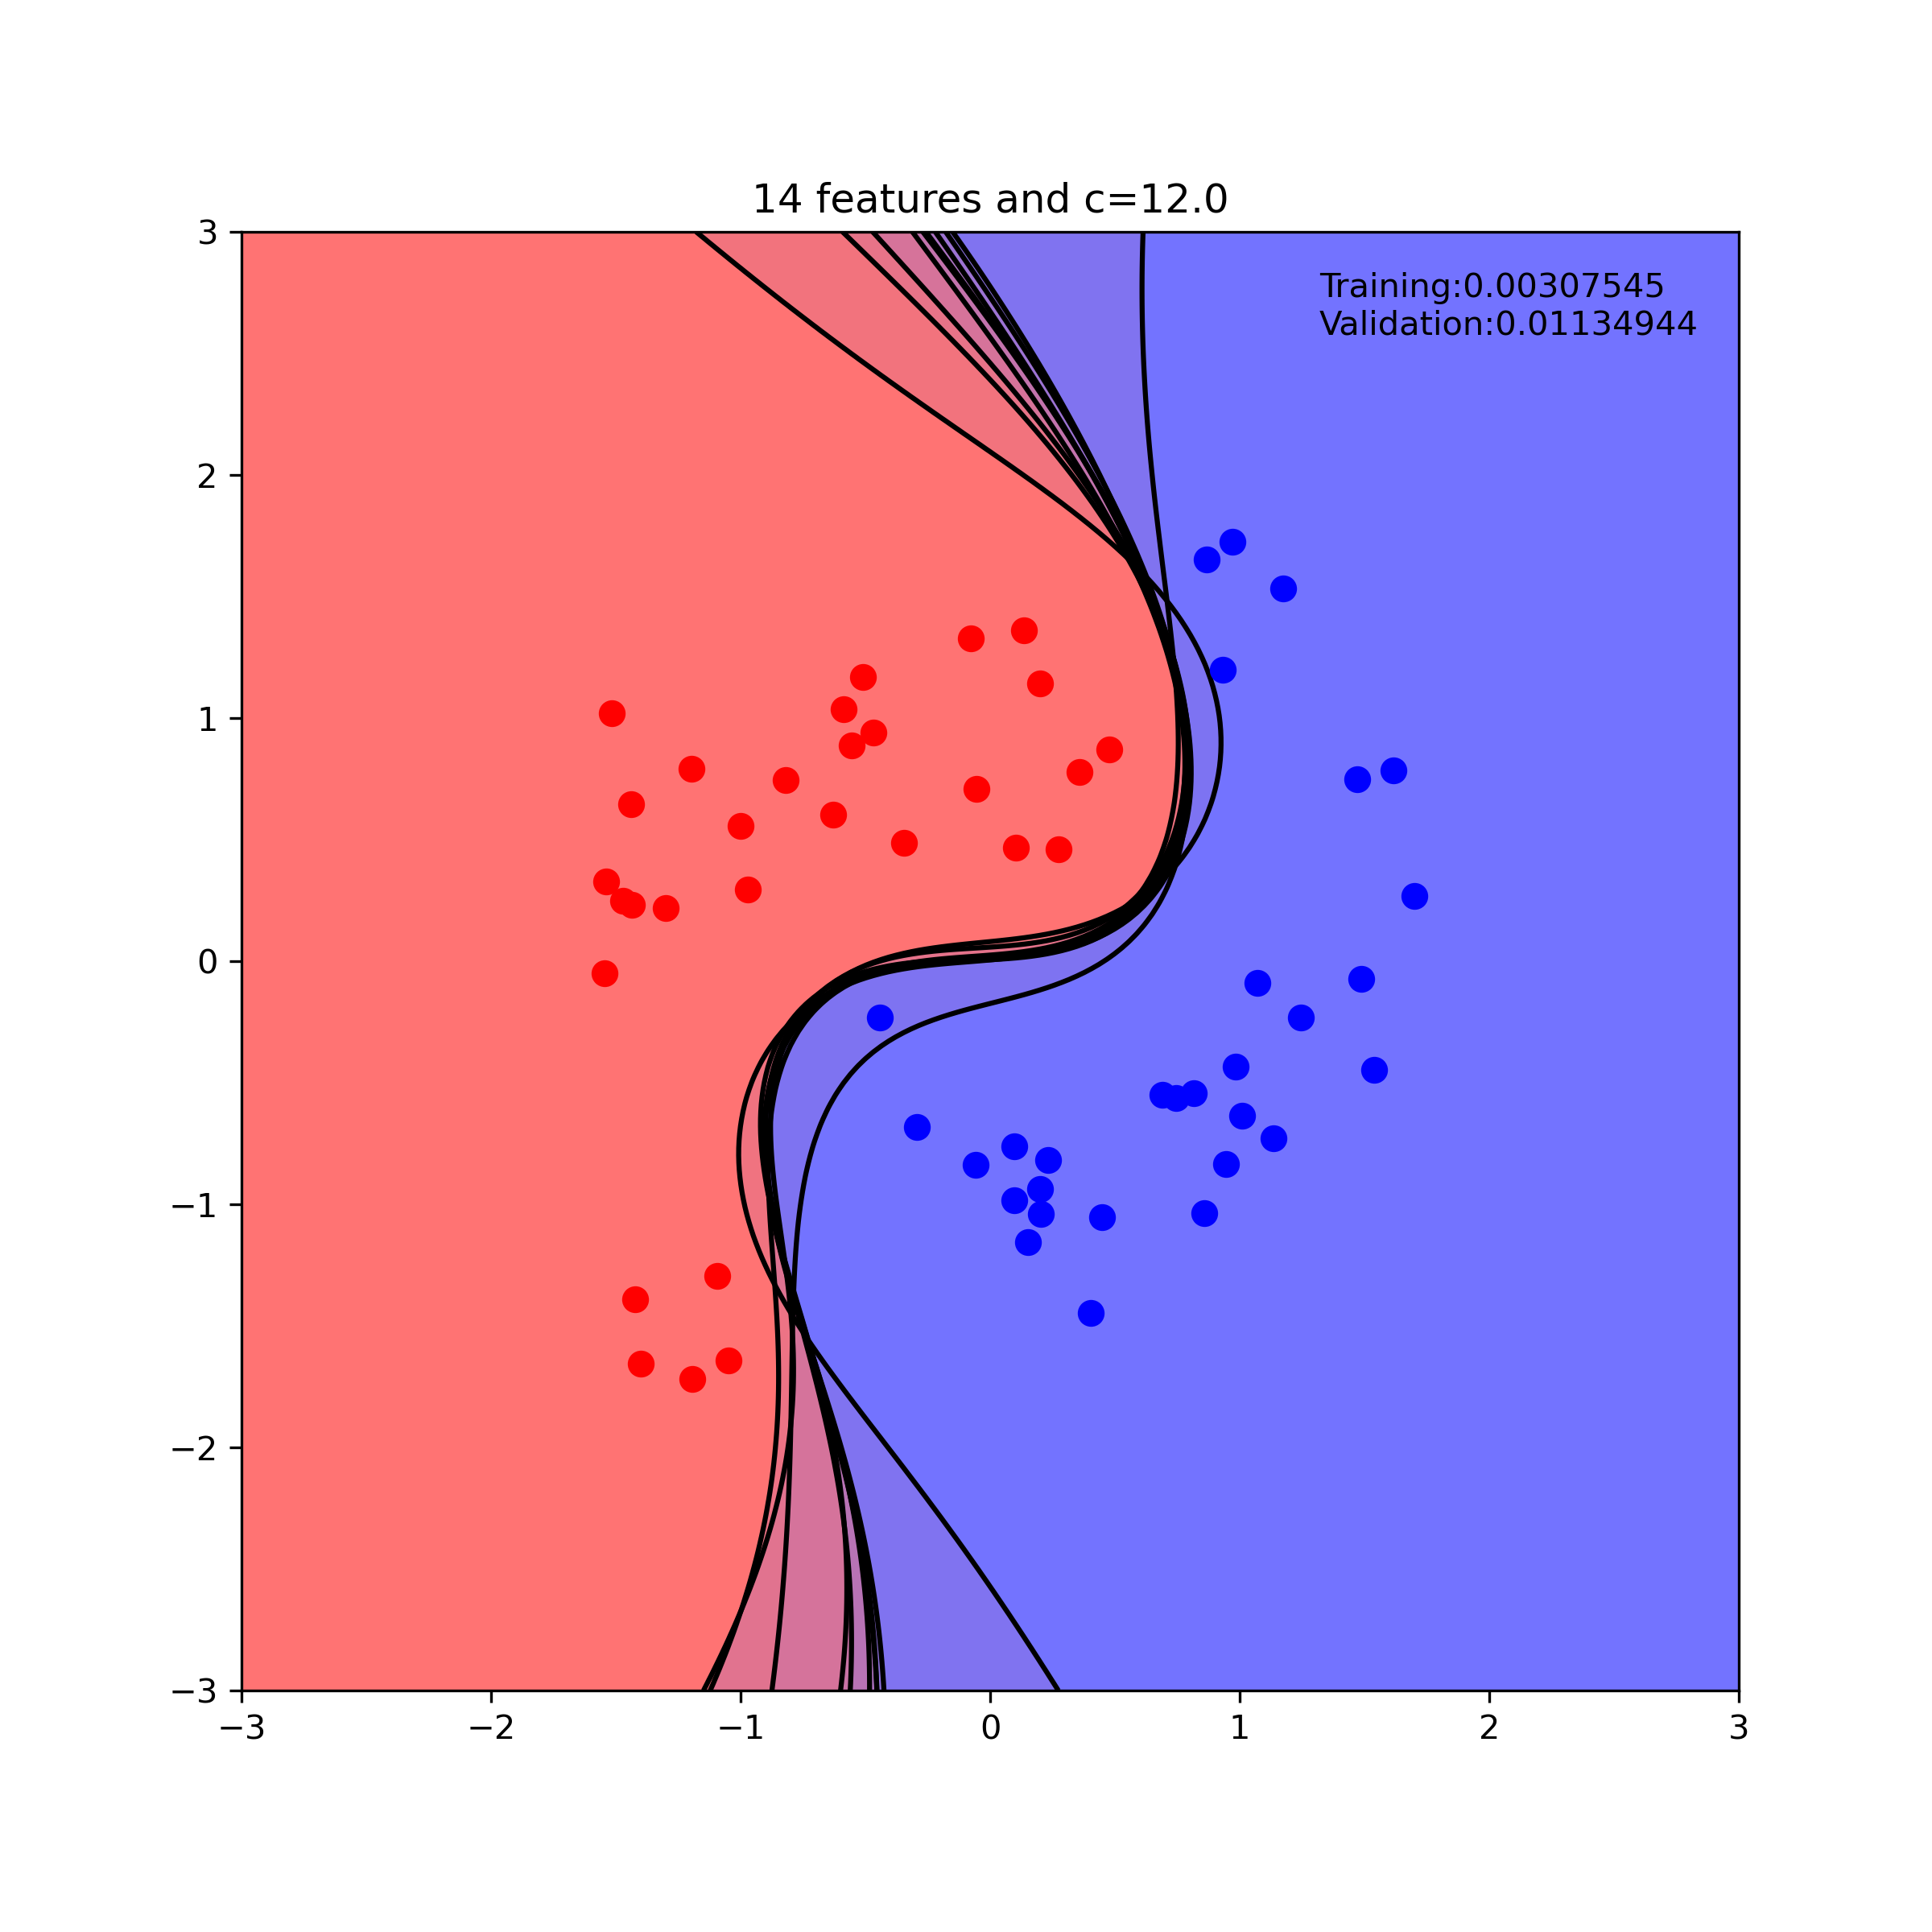 14 features and c=12.0
Training:0.00307545
Validation:0.01134944
3
2
1
0
−1
−2
−3
−3 −2 −1 0 1 2 3